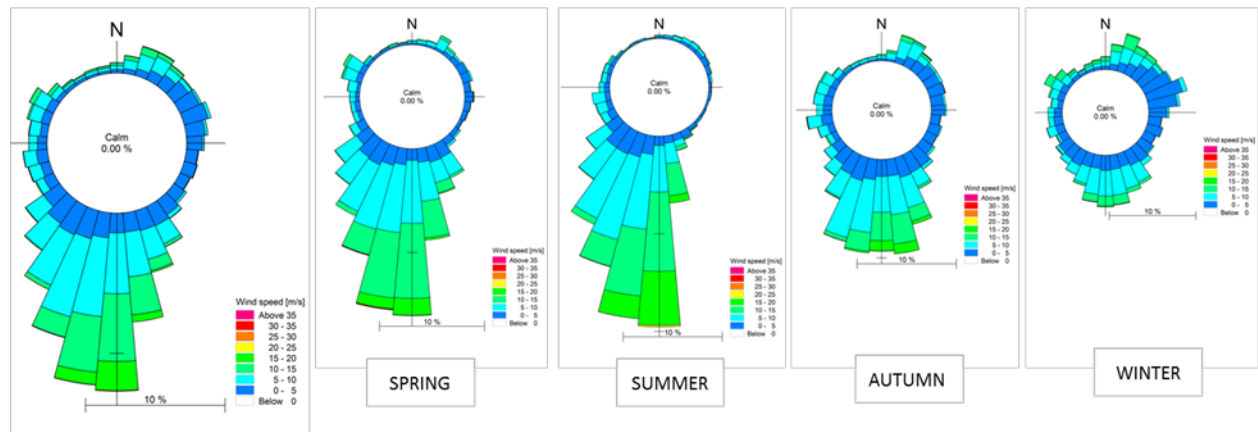 N
Calm
0.00 %
Wind speed [m/s]
Above 35
30 - 35
25 - 30
20 - 25
15 - 20
10 - 15
5 - 10
0 - 5
Below 0
10 %
N
Calm
0.00 %
Wind speed [m/s]
Above 35
30 - 35
25 - 30
20 - 25
15 - 20
10 - 15
5 - 10
0 - 5
Below 0
10 %
SPRING
N
Calm
0.00 %
Wind speed [m/s]
Above 35
30 - 35
25 - 30
20 - 25
15 - 20
10 - 15
5 - 10
0 - 5
Below 0
10 %
SUMMER
N
Calm
0.00 %
Wind speed [m/s]
Above 35
30 - 35
25 - 30
20 - 25
15 - 20
10 - 15
5 - 10
0 - 5
Below 0
10 %
AUTUMN
N
Calm
0.00 %
Wind speed [m/s]
Above 35
30 - 35
25 - 30
20 - 25
15 - 20
10 - 15
5 - 10
0 - 5
Below 0
10 %
WINTER